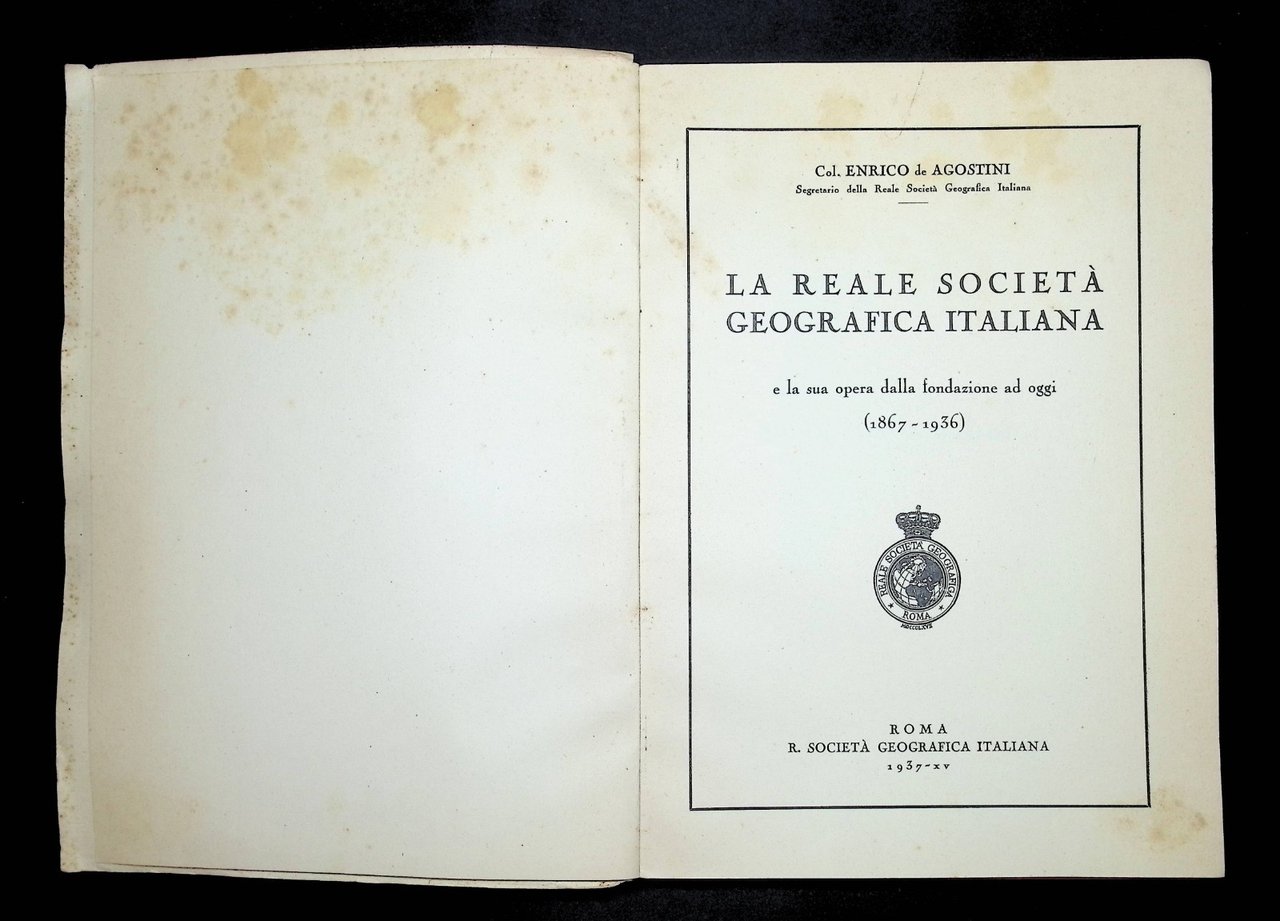 Col. ENRICO de AGOSTINI
Segretario della Reale Società Geografica Italiana
LA REALE SOCIETÀ
GEOGRAFICA ITALIANA
e la sua opera dalla fondazione ad oggi
(1867 - 1936)
REALE SOCIETÀ GEOGRAFICA
ROMA
MDCCCLXVII
ROMA
R. SOCIETÀ GEOGRAFICA ITALIANA
1937 - XV